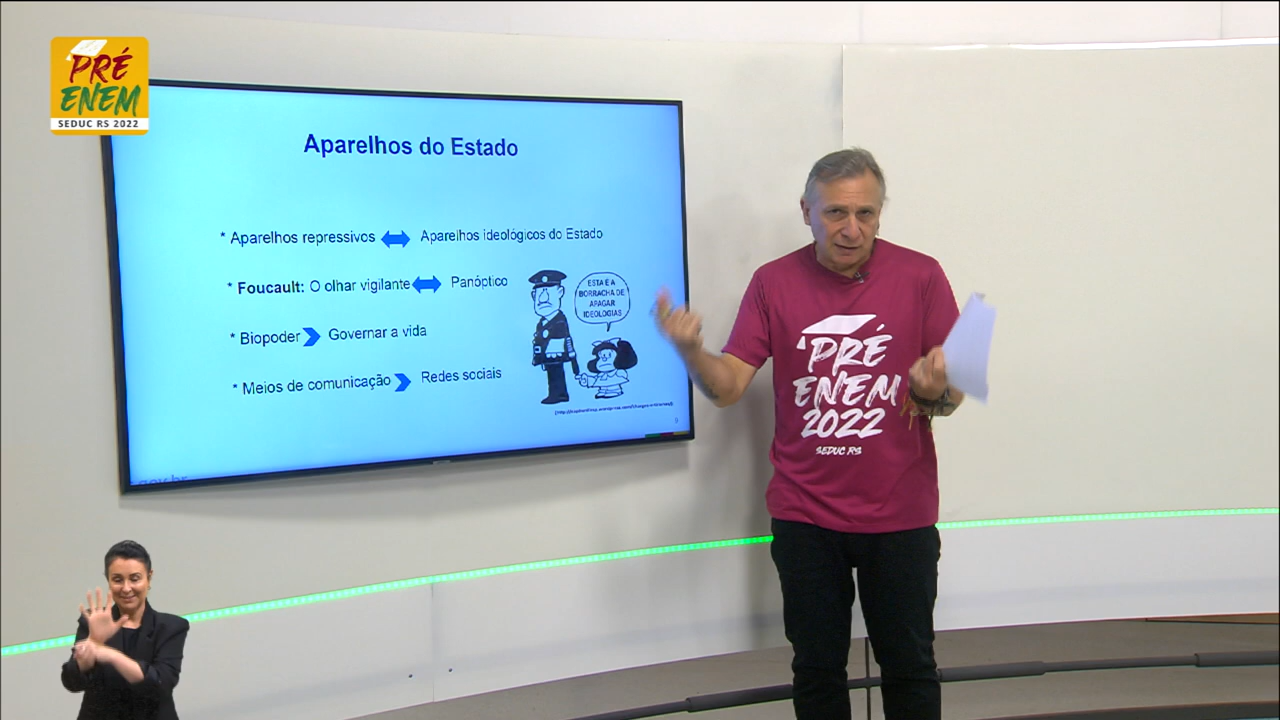 PRÉ
ENEM
SEDUC RS 2022
Aparelhos do Estado
* Aparelhos repressivos Aparelhos ideológicos do Estado
* Foucault: O olhar vigilante Panóptico
* Biopoder Governar a vida
* Meios de comunicação Redes sociais
ESTA É A
BORRACHA DE
APAGAR
IDEOLOGIAS
9
PRÉ
ENEM
2022
SEDUC RS